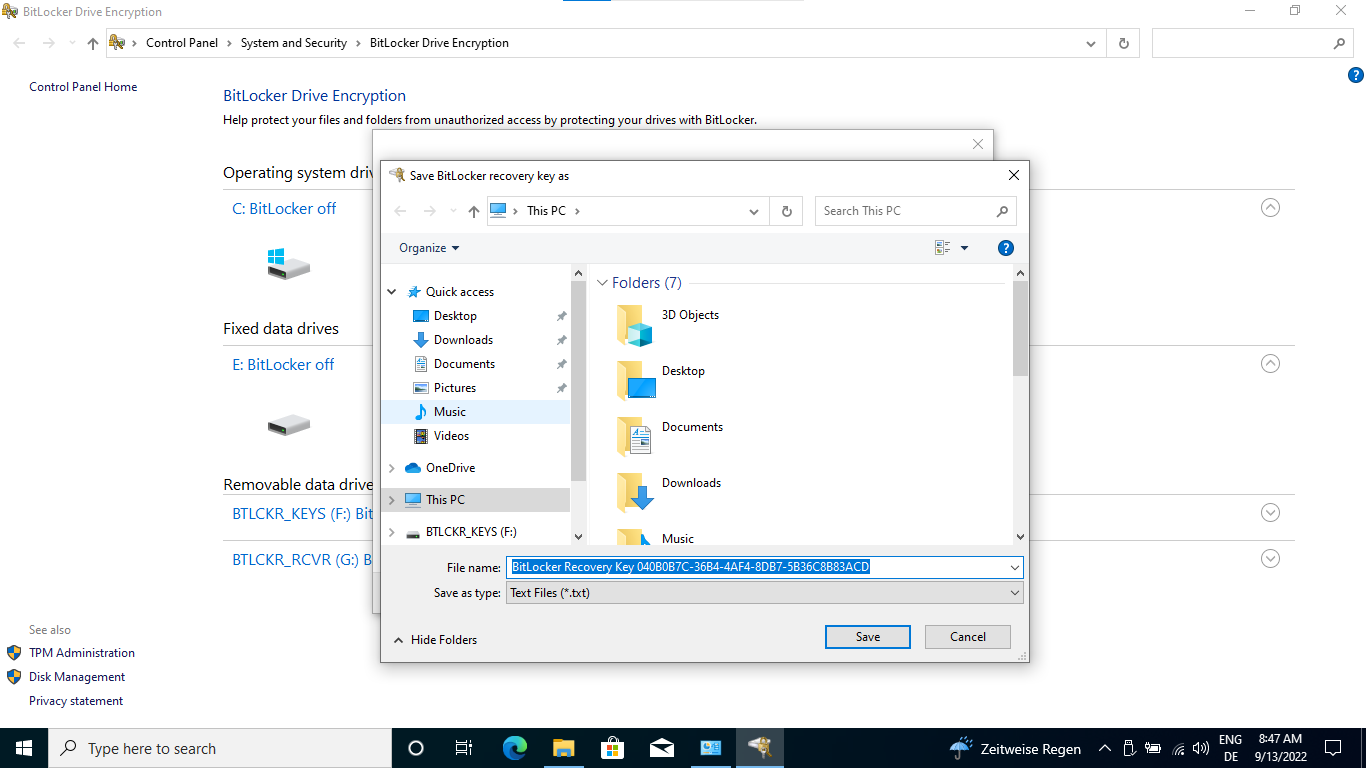 BitLocker Drive Encryption
Control Panel
System and Security
BitLocker Drive Encryption
Control Panel Home
BitLocker Drive Encryption
Help protect your files and folders from unauthorized access by protecting your drives with BitLocker.
Operating system
C: BitLocker off
Fixed data drives
E: BitLocker off
Removable data drive
BTLCKR_KEYS (F:) Bit
BTLCKR_RCVR (G:) B
See also
TPM Administration
Disk Management
Privacy statement
Save BitLocker recovery key as
This PC
Search This PC
Organize
Quick access
Desktop
Downloads
Documents
Pictures
Music
Videos
OneDrive
This PC
BTLCKR_KEYS (F:)
Folders (7)
3D Objects
Desktop
Documents
Downloads
Music
File name: BitLocker Recovery Key 040B0B7C-36B4-4AF4-8DB7-5B36C8B83ACD
Save as type: Text Files (*.txt)
Hide Folders
Save
Cancel
Type here to search
Zeitweise Regen
ENG
DE
8:47 AM
9/13/2022